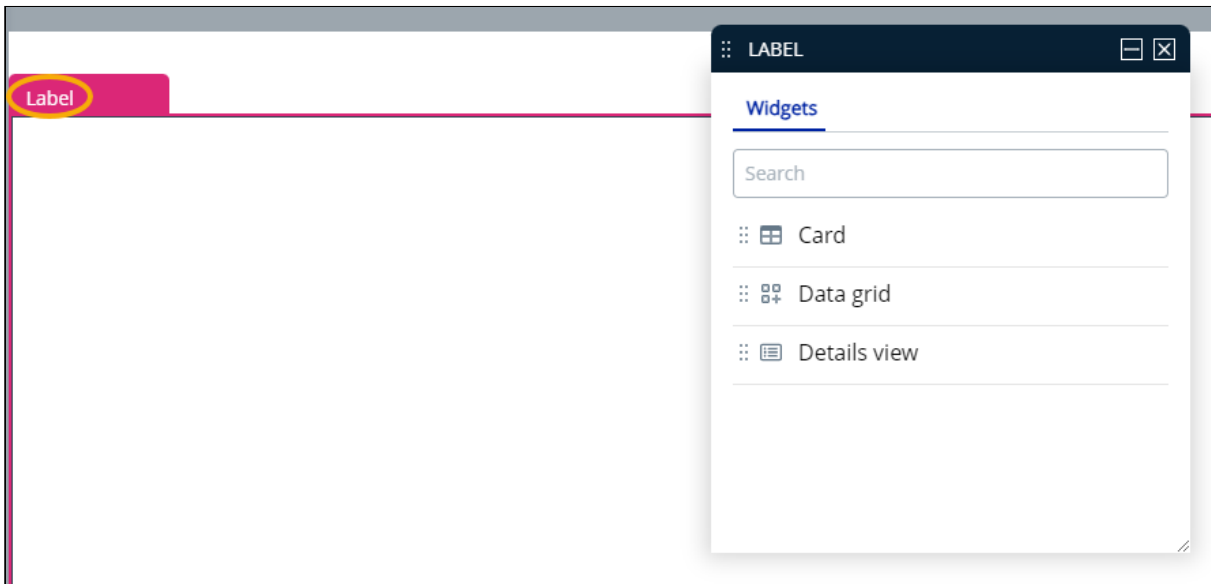 Label
LABEL
Widgets
Search
Card
Data grid
Details view